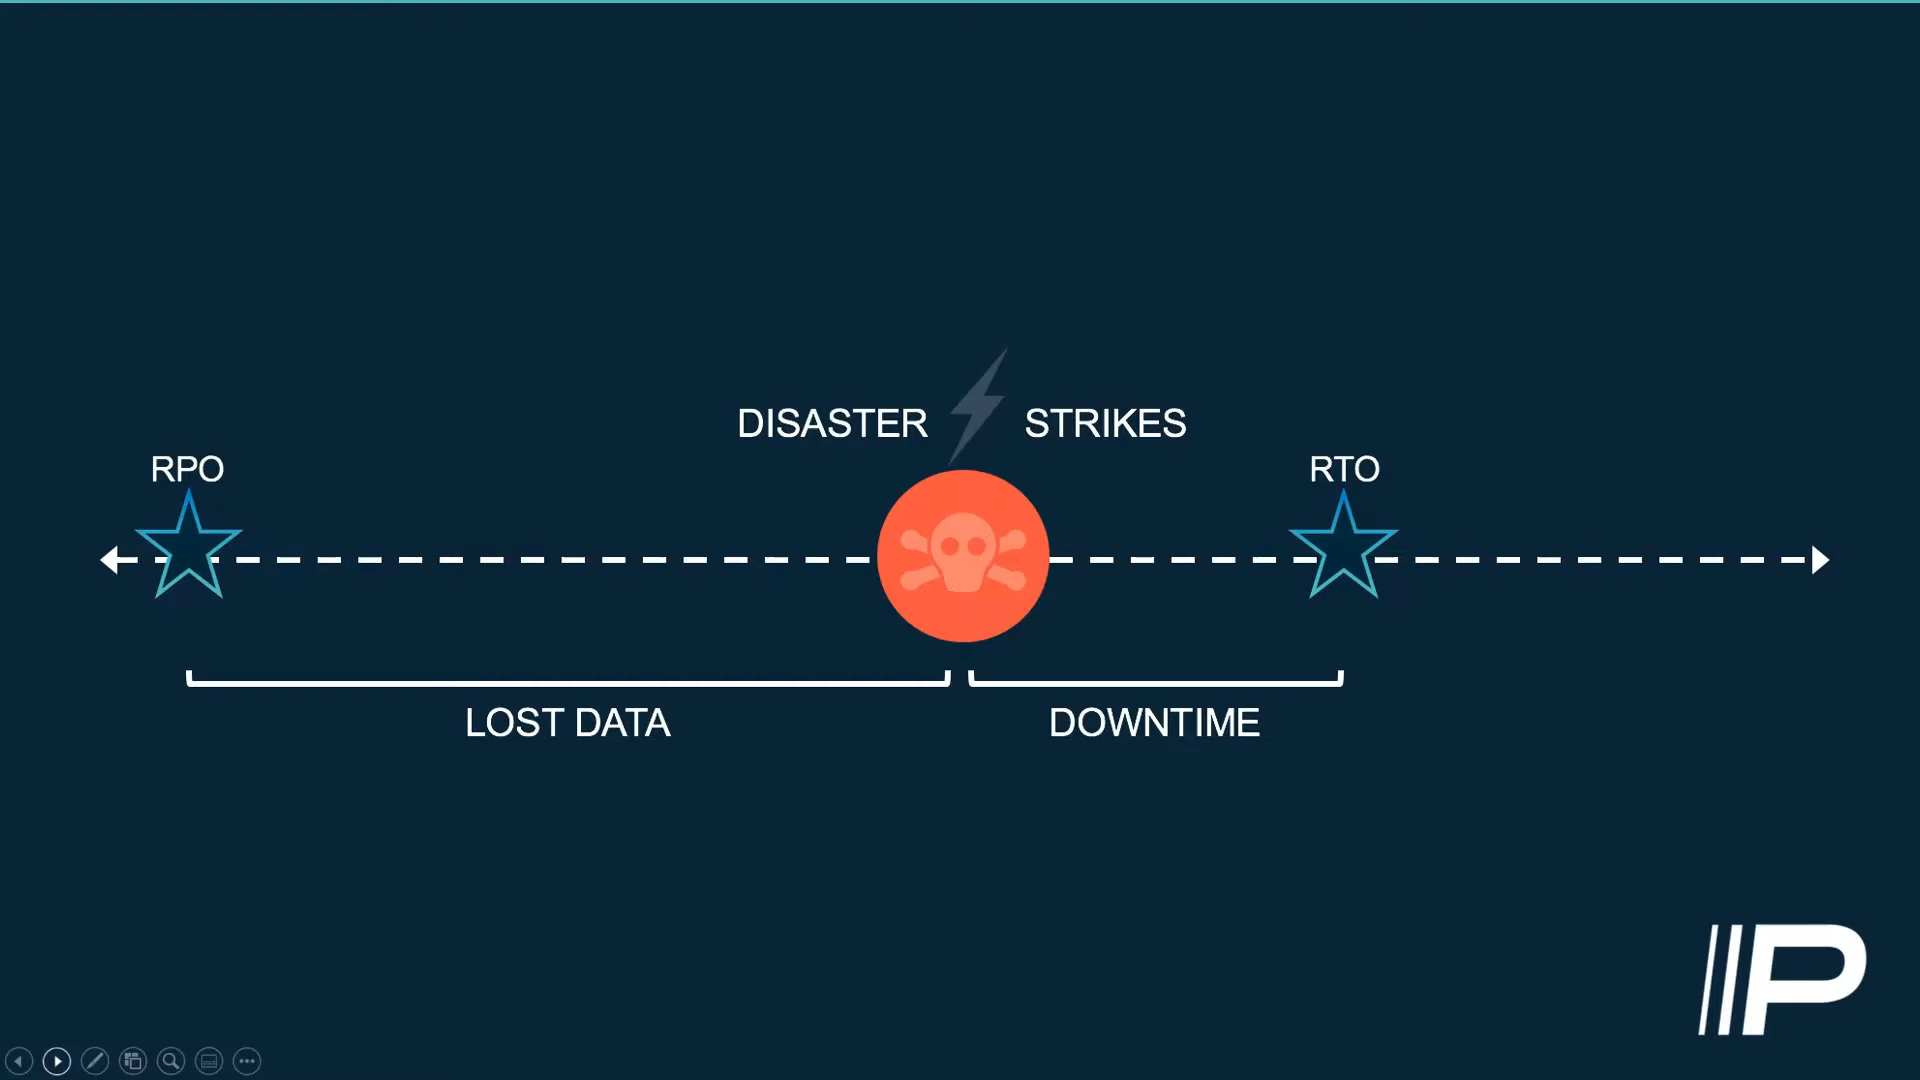 DISASTER STRIKES
RPO
RTO
LOST DATA
DOWNTIME
P